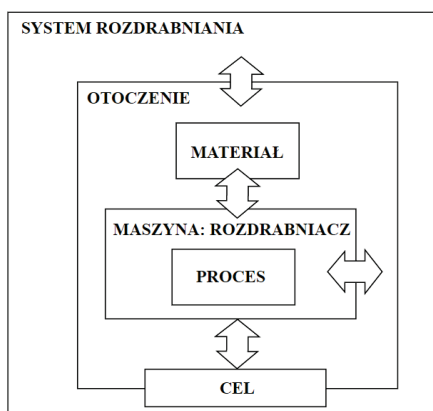 SYSTEM ROZDRABNIANIA
OTOCZENIE
MATERIAŁ
MASZYNA: ROZDRABNIACZ
PROCES
CEL